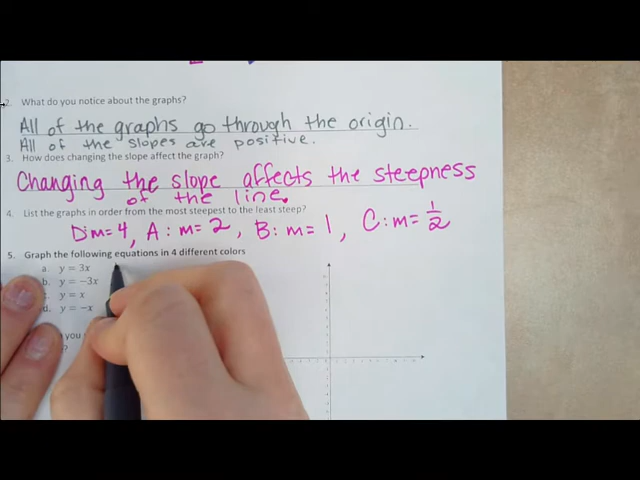 2. What do you notice about the graphs?
All of the graphs go through the origin.
All of the slopes are positive.
3. How does changing the slope affect the graph?
Changing the slope affects the steepness
of the line.
4. List the graphs in order from the most steepest to the least steep?
D: m=4, A: m=2, B: m=1, C: m=1/2
5. Graph the following equations in 4 different colors
a. y = 3x
b. y = −3x
c. y = x
d. y = −x
you
?